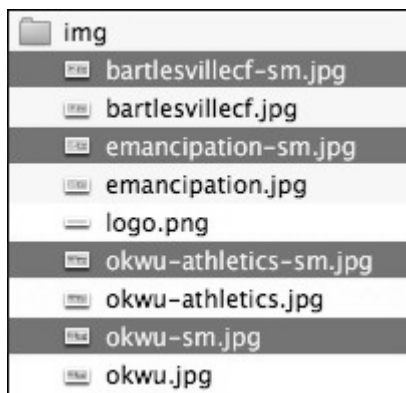 img
bartlesvillecf-sm.jpg
bartlesvillecf.jpg
emancipation-sm.jpg
emancipation.jpg
logo.png
okwu-athletics-sm.jpg
okwu-athletics.jpg
okwu-sm.jpg
okwu.jpg